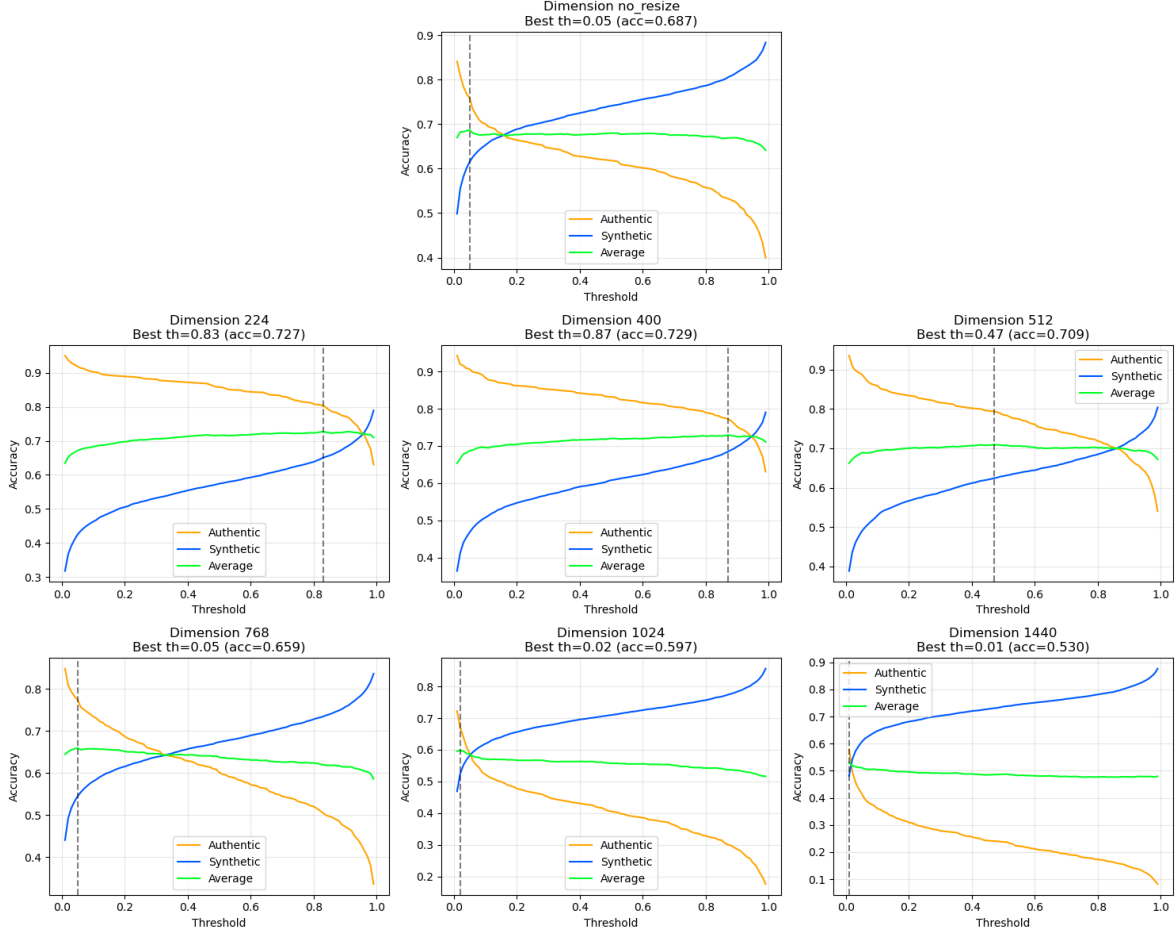 Dimension no_resize
Best th=0.05 (acc=0.687)
0.9
0.8
0.7
0.6
0.5
0.4
Accuracy
Authentic
Synthetic
Average
0.0 0.2 0.4 0.6 0.8 1.0
Threshold
Dimension 224
Best th=0.83 (acc=0.727)
0.9
0.8
0.7
0.6
0.5
0.4
0.3
Accuracy
Authentic
Synthetic
Average
0.0 0.2 0.4 0.6 0.8 1.0
Threshold
Dimension 400
Best th=0.87 (acc=0.729)
0.9
0.8
0.7
0.6
0.5
0.4
Accuracy
Authentic
Synthetic
Average
0.0 0.2 0.4 0.6 0.8 1.0
Threshold
Dimension 512
Best th=0.47 (acc=0.709)
0.9
0.8
0.7
0.6
0.5
0.4
Accuracy
Authentic
Synthetic
Average
0.0 0.2 0.4 0.6 0.8 1.0
Threshold
Dimension 768
Best th=0.05 (acc=0.659)
0.8
0.7
0.6
0.5
0.4
Accuracy
Authentic
Synthetic
Average
0.0 0.2 0.4 0.6 0.8 1.0
Threshold
Dimension 1024
Best th=0.02 (acc=0.597)
0.8
0.7
0.6
0.5
0.4
0.3
0.2
Accuracy
Authentic
Synthetic
Average
0.0 0.2 0.4 0.6 0.8 1.0
Threshold
Dimension 1440
Best th=0.01 (acc=0.530)
0.9
0.8
0.7
0.6
0.5
0.4
0.3
0.2
0.1
Accuracy
Authentic
Synthetic
Average
0.0 0.2 0.4 0.6 0.8 1.0
Threshold